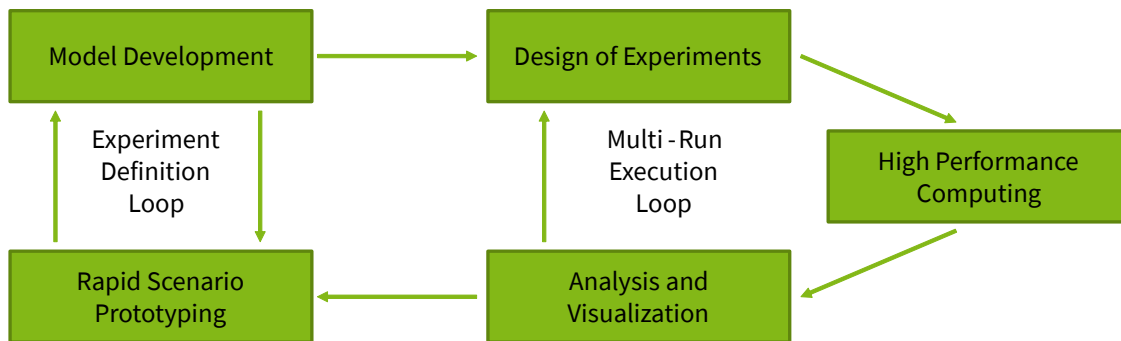 Model Development
Design of Experiments
Experiment
Definition
Loop
Multi-Run
Execution
Loop
High Performance
Computing
Rapid Scenario
Prototyping
Analysis and
Visualization